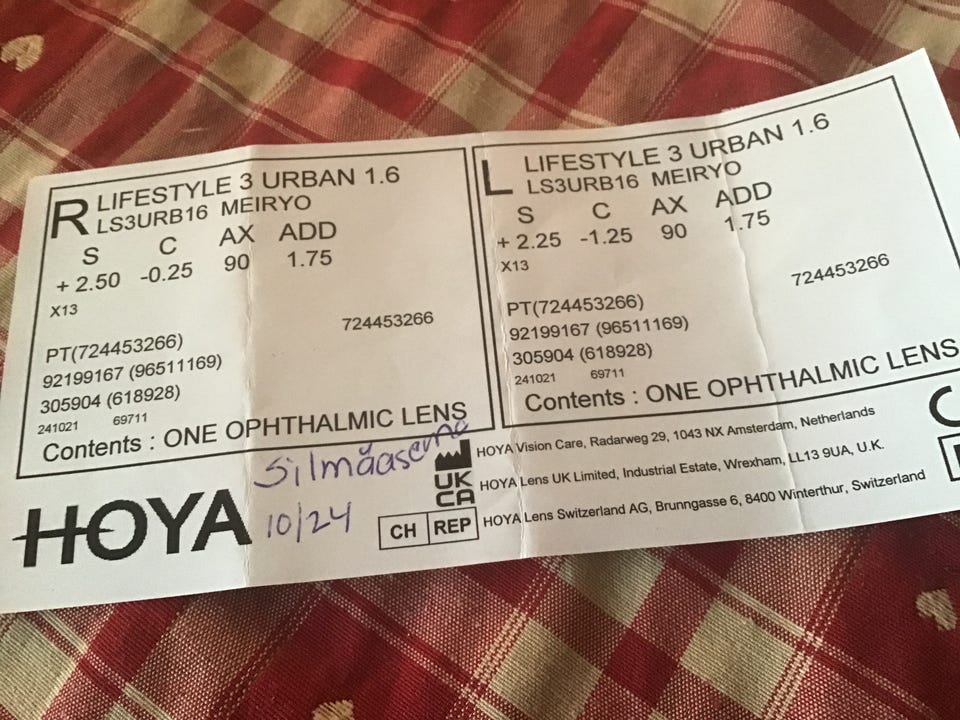 R LIFESTYLE 3 URBAN 1.6
LS3URB16 MEIRYO
S C AX ADD
+ 2.50 -0.25 90 1.75
X13
724453266
PT(724453266)
92199167 (96511169)
305904 (618928)
241021 69711
Contents : ONE OPHTHALMIC LENS
L LIFESTYLE 3 URBAN 1.6
LS3URB16 MEIRYO
S C AX ADD
+ 2.25 -1.25 90 1.75
X13
724453266
PT(724453266)
92199167 (96511169)
305904 (618928)
241021 69711
Contents : ONE OPHTHALMIC LENS
HOYA
Silmäasema
10/24
UK
CA
CH REP
HOYA Vision Care, Radarweg 29, 1043 NX Amsterdam, Netherlands
HOYA Lens UK Limited, Industrial Estate, Wrexham, LL13 9UA, U.K.
HOYA Lens Switzerland AG, Brunngasse 6, 8400 Winterthur, Switzerland